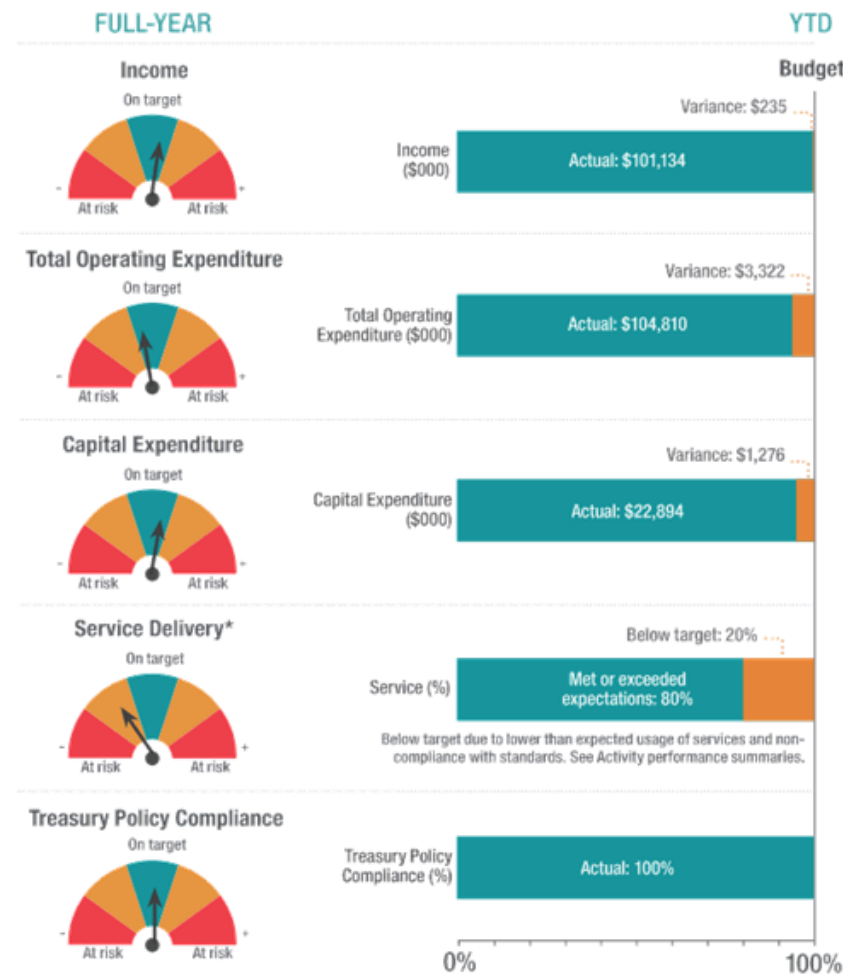 FULL-YEAR
YTD
Income
Budget
On target
Variance: $235
Income
($000)
Actual: $101,134
-
+
At risk
At risk
Total Operating Expenditure
On target
Variance: $3,322
Total Operating
Expenditure ($000)
Actual: $104,810
-
+
At risk
At risk
Capital Expenditure
On target
Variance: $1,276
Capital Expenditure
($000)
Actual: $22,894
-
-
At risk
At risk
Service Delivery*
On target
Below target: 20%
Service (%)
Met or exceeded
expectations: 80%
-
+
At risk
At risk
Below target due to lower than expected usage of services and non-
compliance with standards. See Activity performance summaries.
Treasury Policy Compliance
On target
Treasury Policy
Compliance (%)
Actual: 100%
-
+
At risk
At risk
0%
100%